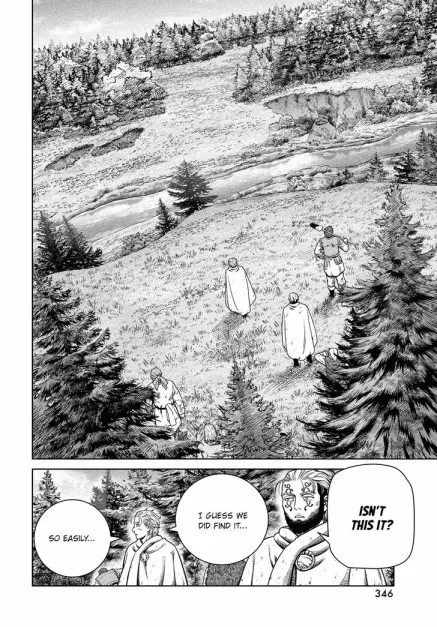 ISN'T
THIS IT?
I GUESS WE
DID FIND IT...
SO EASILY...
346